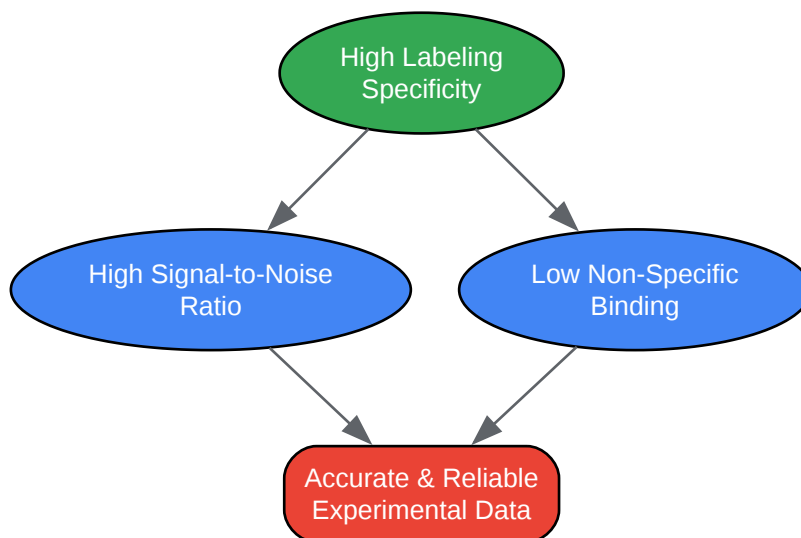 High Labeling
Specificity
High Signal-to-Noise
Ratio
Low Non-Specific
Binding
Accurate & Reliable
Experimental Data